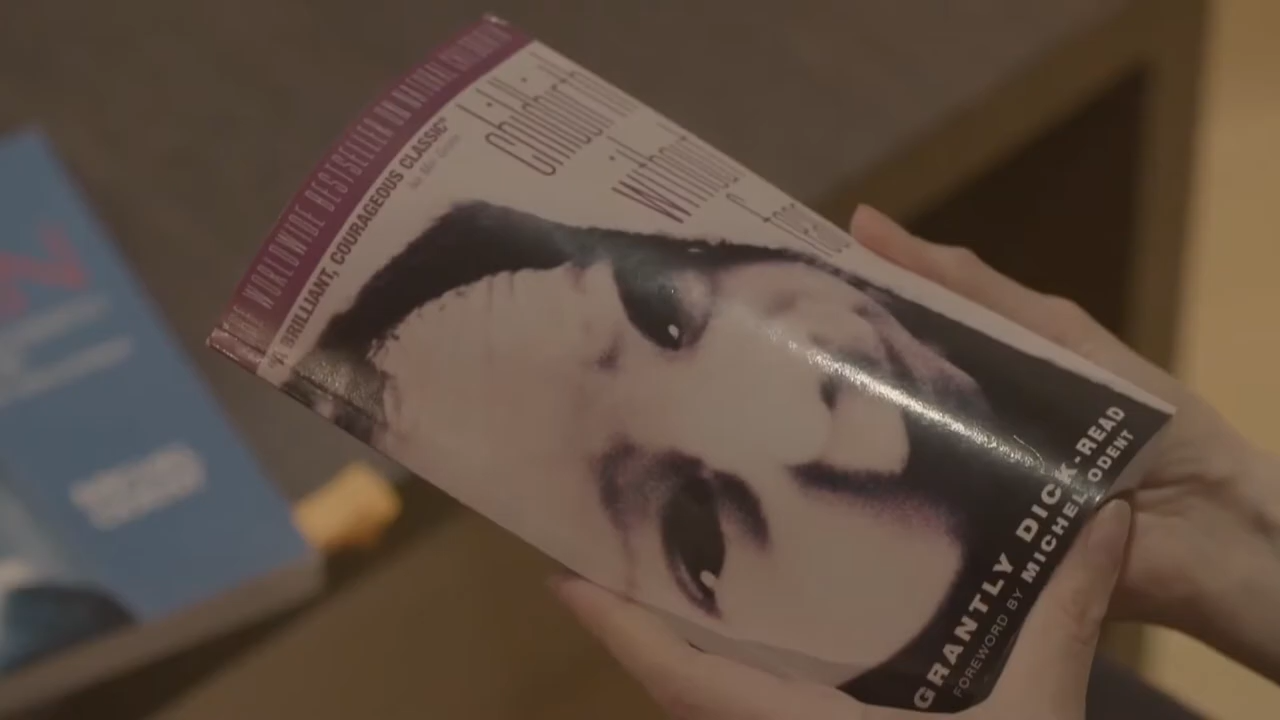 THE WORLDWIDE BESTSELLER ON NATURAL CHILDBIRTH
"A BRILLIANT, COURAGEOUS CLASSIC"
Childbirth
Without
Fear
GRANTLY DICK-READ
FOREWORD BY MICHEL ODENT